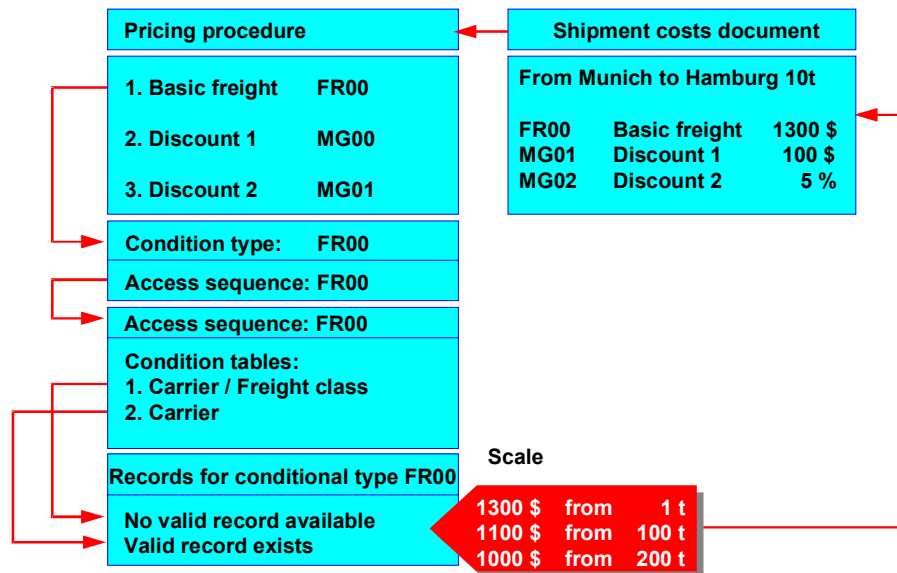 Pricing procedure
Shipment costs document
1. Basic freight FR00
2. Discount 1 MG00
3. Discount 2 MG01
From Munich to Hamburg 10t
FR00 Basic freight 1300 $
MG01 Discount 1 100 $
MG02 Discount 2 5 %
Condition type: FR00
Access sequence: FR00
Access sequence: FR00
Condition tables:
1. Carrier / Freight class
2. Carrier
Records for conditional type FR00
No valid record available
Valid record exists
Scale
1300 $ from 1 t
1100 $ from 100 t
1000 $ from 200 t